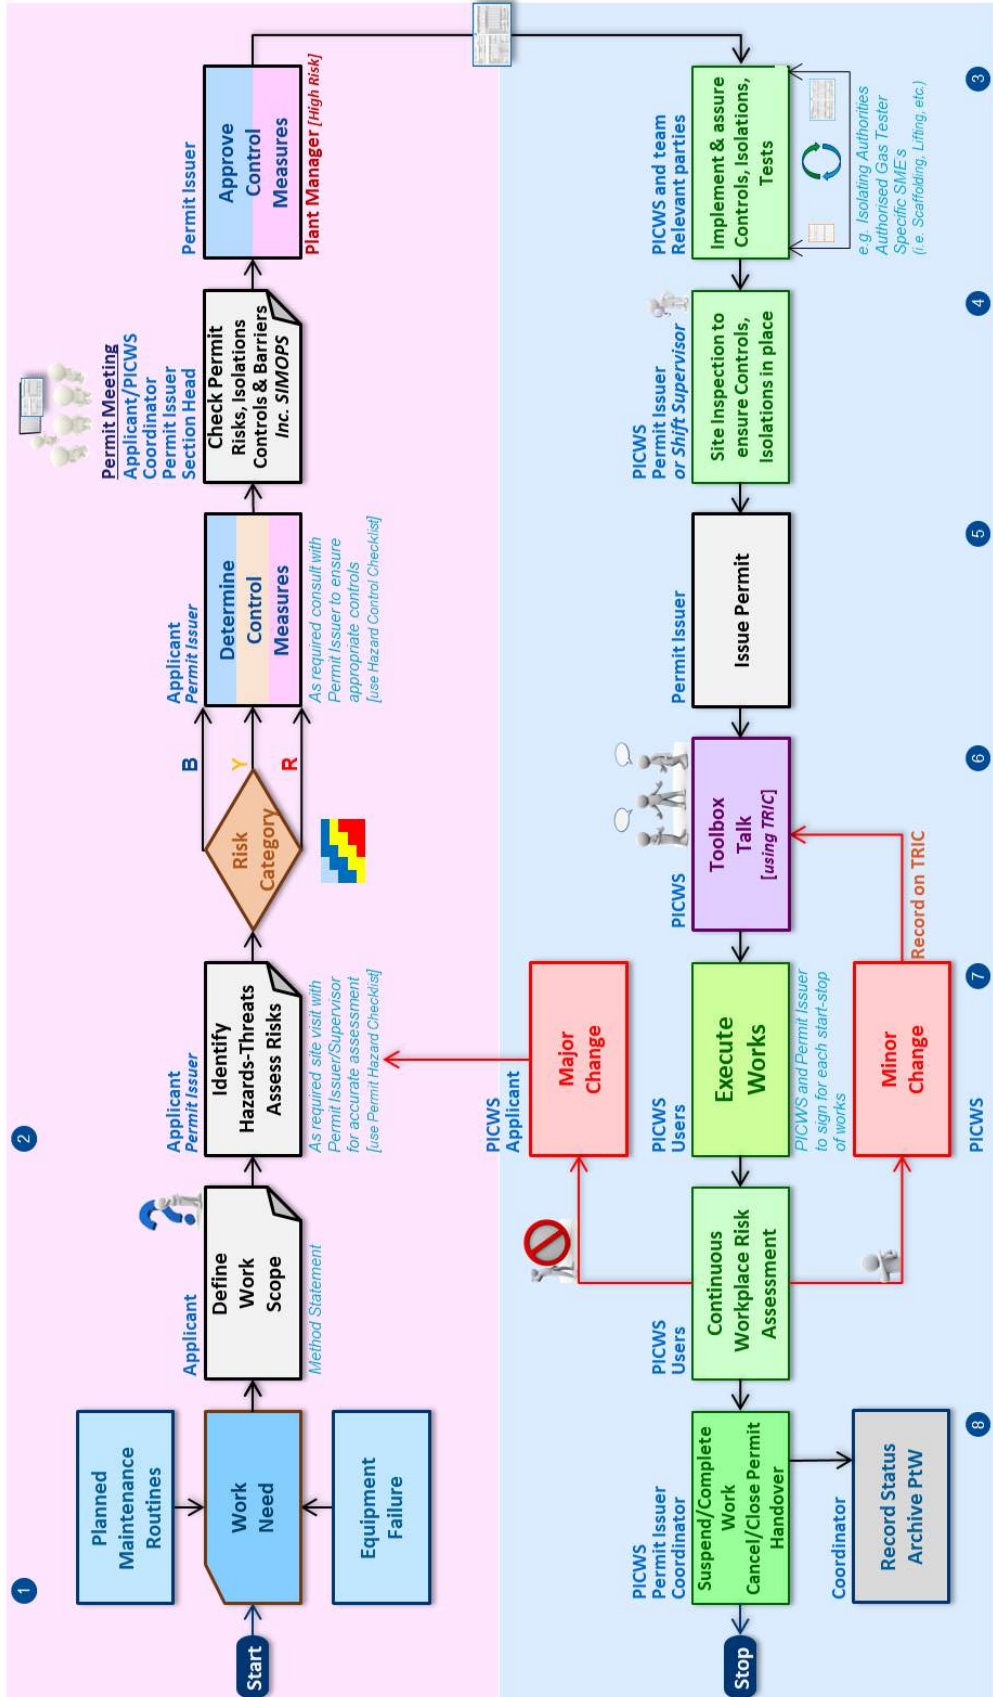 1
2
Planned
Maintenance
Routines
Start
Work
Need
Equipment
Failure
Applicant
Define
Work
Scope
Method Statement
Applicant
Permit Issuer
Identify
Hazards-Threats
Assess Risks
As required site visit with
Permit Issuer/Supervisor
for accurate assessment
[use Permit Hazard Checklist]
Risk
Category
B
Y
R
Applicant
Permit Issuer
Determine
Control
Measures
As required consult with
Permit Issuer to ensure
appropriate controls
[use Hazard Control Checklist]
Permit Meeting
Applicant/PICWS
Coordinator
Permit Issuer
Section Head
Check Permit
Risks, Isolations
Controls & Barriers
Inc. SIMOPS
Permit Issuer
Approve
Control
Measures
Plant Manager [High Risk]
PICWS and team
Relevant parties
Implement & assure
Controls, Isolations,
Tests
e.g. Isolating Authorities
Authorised Gas Tester
Specific SME's
(i.e. Scaffolding, Lifting, etc.)
3
PICWS
Permit Issuer
or Shift Supervisor
Site Inspection to
ensure Controls,
Isolations in place
4
Permit Issuer
Issue Permit
5
PICWS
Toolbox
Talk
[using TRIC]
6
Record on TRIC
PICWS
Applicant
Major
Change
PICWS
Users
Execute
Works
PICWS and Permit Issuer
to sign for each start-stop
of works
Minor
Change
PICWS
7
PICWS
Users
Continuous
Workplace Risk
Assessment
PICWS
Permit Issuer
Coordinator
Suspend/Complete
Work
Cancel/Close Permit
Handover
Stop
Coordinator
Record Status
Archive PtW
8